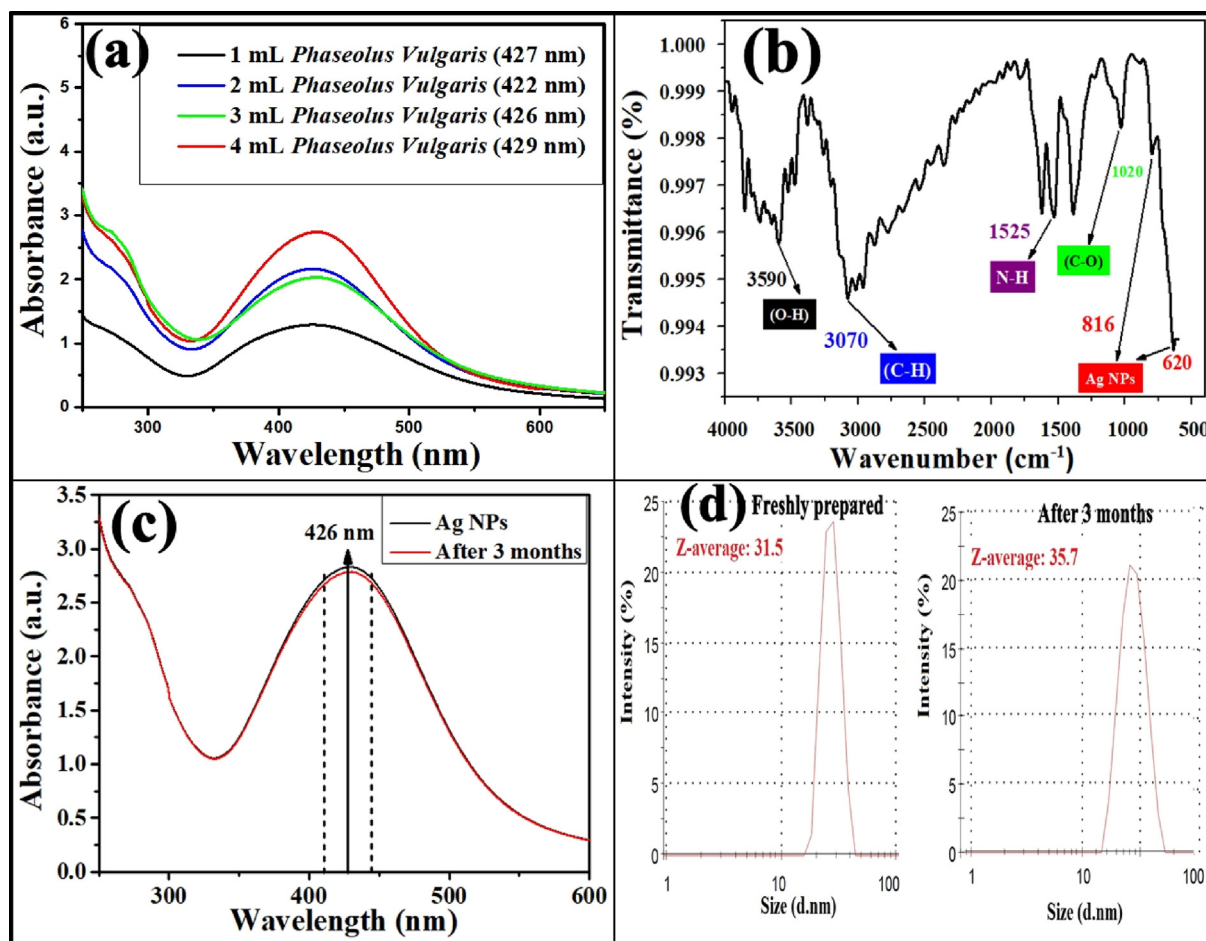 (a)
1 mL Phaseolus Vulgaris (427 nm)
2 mL Phaseolus Vulgaris (422 nm)
3 mL Phaseolus Vulgaris (426 nm)
4 mL Phaseolus Vulgaris (429 nm)
Absorbance (a.u.)
6
5
4
3
2
1
0
300 400 500 600
Wavelength (nm)
(b)
Transmittance (%)
1.000
0.999
0.998
0.997
0.996
0.995
0.994
0.993
3590
(O-H)
3070
(C-H)
1525
N-H
1020
(C-O)
816
Ag NPs
620
4000 3500 3000 2500 2000 1500 1000 500
Wavenumber (cm⁻¹)
(c)
426 nm
Ag NPs
After 3 months
Absorbance (a.u.)
3.5
3.0
2.5
2.0
1.5
1.0
0.5
0.0
300 400 500 600
Wavelength (nm)
(d)
Freshly prepared
Z-average: 31.5
Intensity (%)
25
20
15
10
5
0
1 10 100
Size (d.nm)
After 3 months
Z-average: 35.7
Intensity (%)
25
20
15
10
5
0
1 10 100
Size (d.nm)